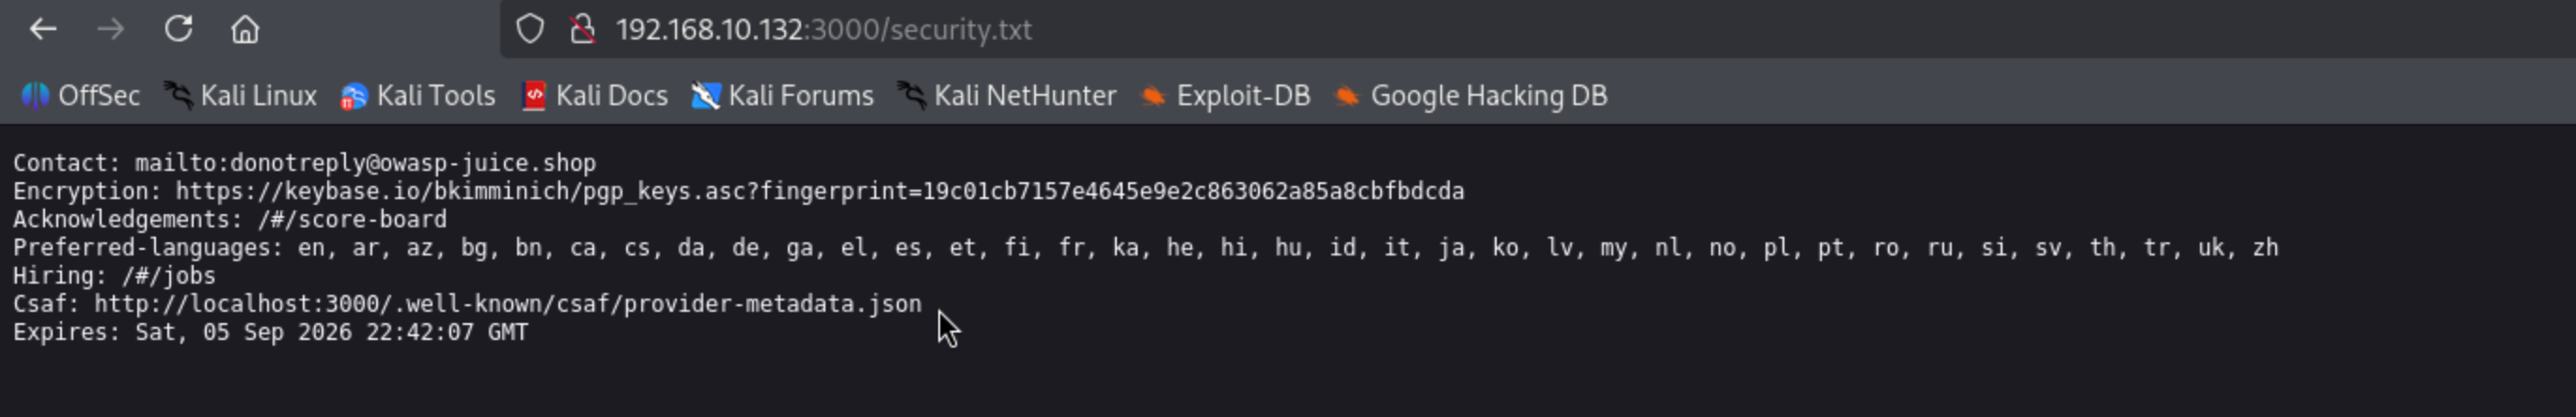 192.168.10.132:3000/security.txt
OffSec Kali Linux Kali Tools Kali Docs Kali Forums Kali NetHunter Exploit-DB Google Hacking DB
Contact: mailto:donotreply@owasp-juice.shop
Encryption: https://keybase.io/bkimminich/pgp_keys.asc?fingerprint=19c01cb7157e4645e9e2c863062a85a8cbfbdcda
Acknowledgements: /#/score-board
Preferred-languages: en, ar, az, bg, bn, ca, cs, da, de, ga, el, es, et, fi, fr, ka, he, hi, hu, id, it, ja, ko, lv, my, nl, no, pl, pt, ro, ru, si, sv, th, tr, uk, zh
Hiring: /#/jobs
Csaf: http://localhost:3000/.well-known/csaf/provider-metadata.json
Expires: Sat, 05 Sep 2026 22:42:07 GMT